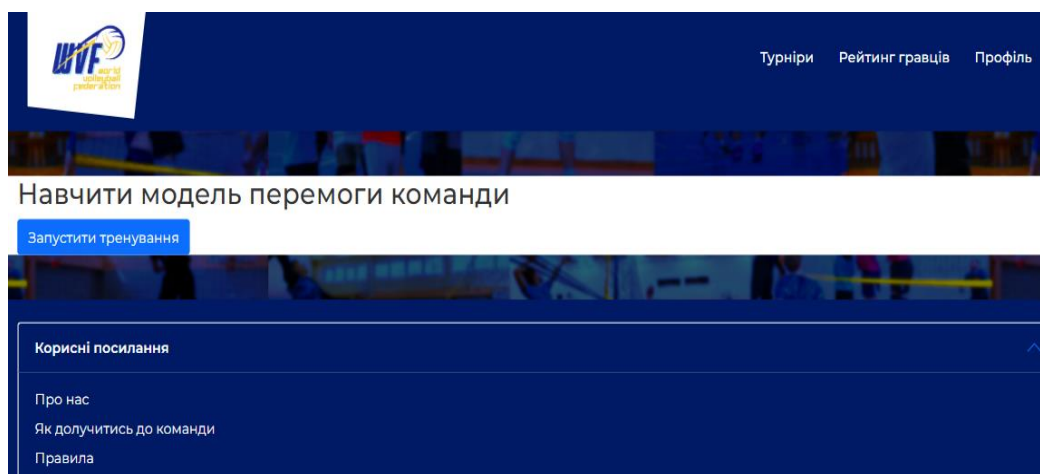 WVF
world
volleyball
federation
Турніри Рейтинг гравців Профіль
Навчити модель перемоги команди
Запустити тренування
Корисні посилання
Про нас
Як долучитись до команди
Правила